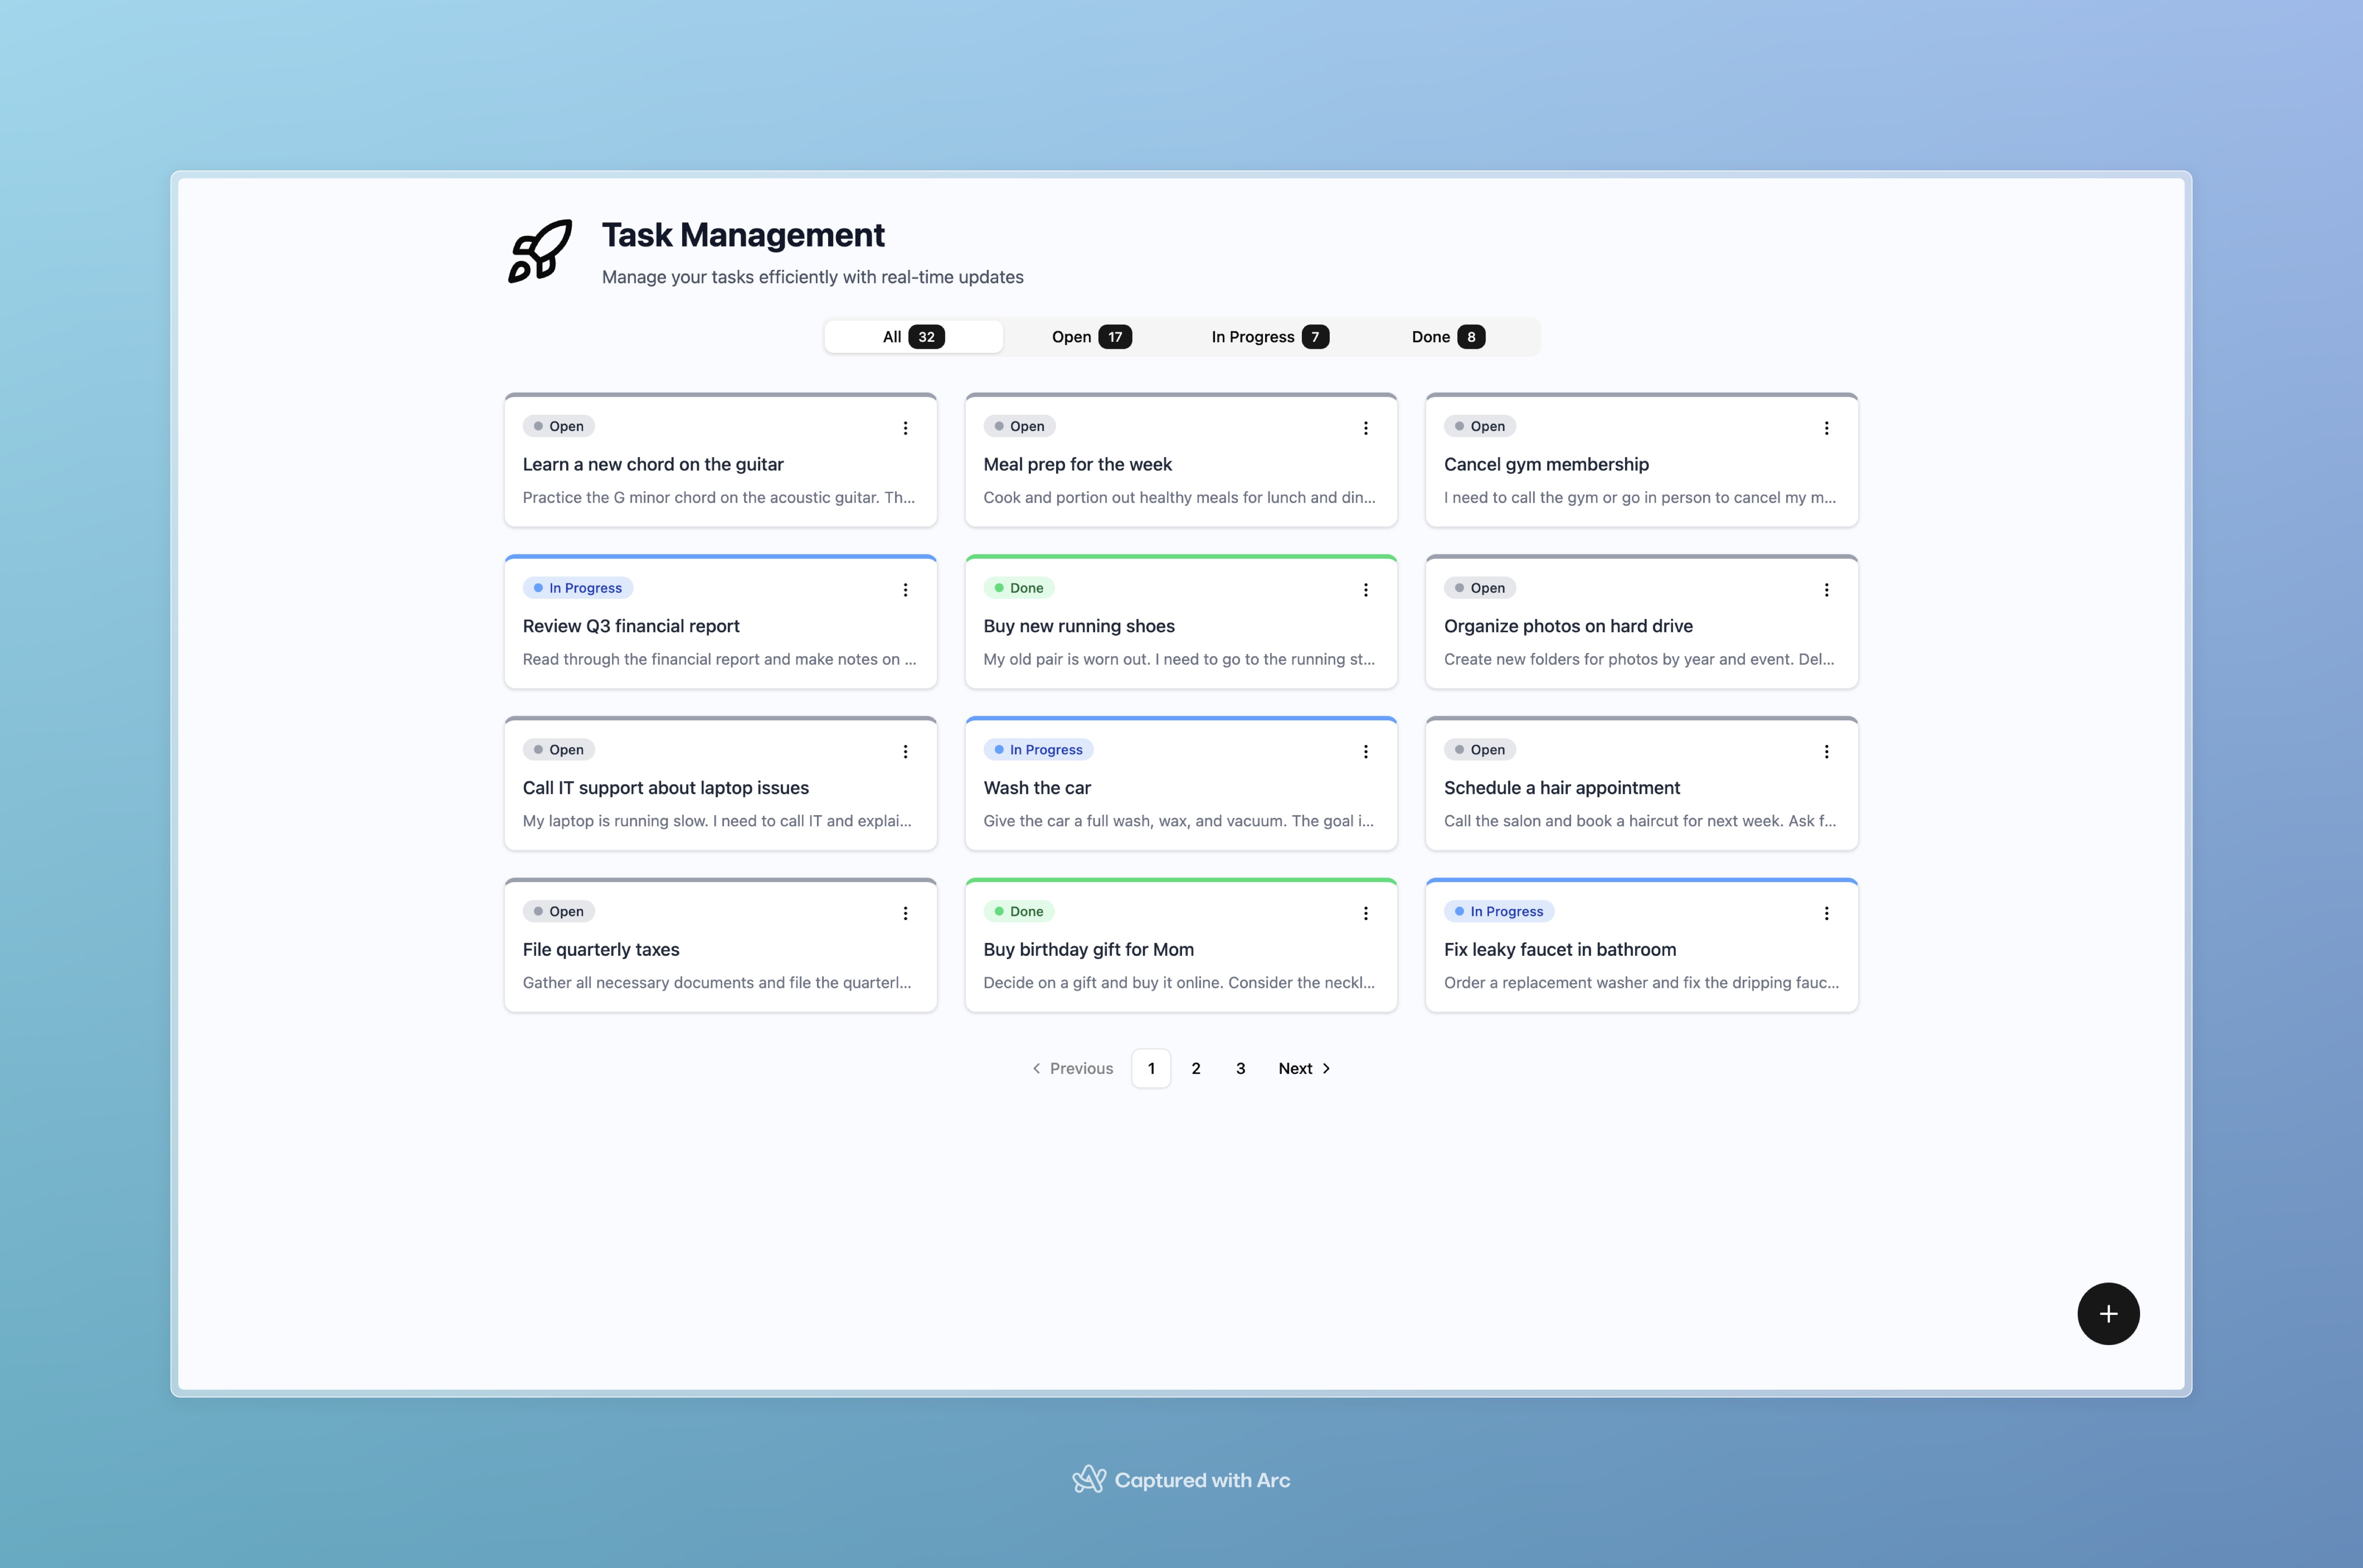 Task Management
Manage your tasks efficiently with real-time updates
All 32 Open 17 In Progress 7 Done 8
Open
Learn a new chord on the guitar
Practice the G minor chord on the acoustic guitar. Th...
Open
Meal prep for the week
Cook and portion out healthy meals for lunch and din...
Open
Cancel gym membership
I need to call the gym or go in person to cancel my m...
In Progress
Review Q3 financial report
Read through the financial report and make notes on ...
Done
Buy new running shoes
My old pair is worn out. I need to go to the running st...
Open
Organize photos on hard drive
Create new folders for photos by year and event. Del...
Open
Call IT support about laptop issues
My laptop is running slow. I need to call IT and explai...
In Progress
Wash the car
Give the car a full wash, wax, and vacuum. The goal i...
Open
Schedule a hair appointment
Call the salon and book a haircut for next week. Ask f...
Open
File quarterly taxes
Gather all necessary documents and file the quarterl...
Done
Buy birthday gift for Mom
Decide on a gift and buy it online. Consider the neckl...
In Progress
Fix leaky faucet in bathroom
Order a replacement washer and fix the dripping fauc...
Previous 1 2 3 Next
Captured with Arc